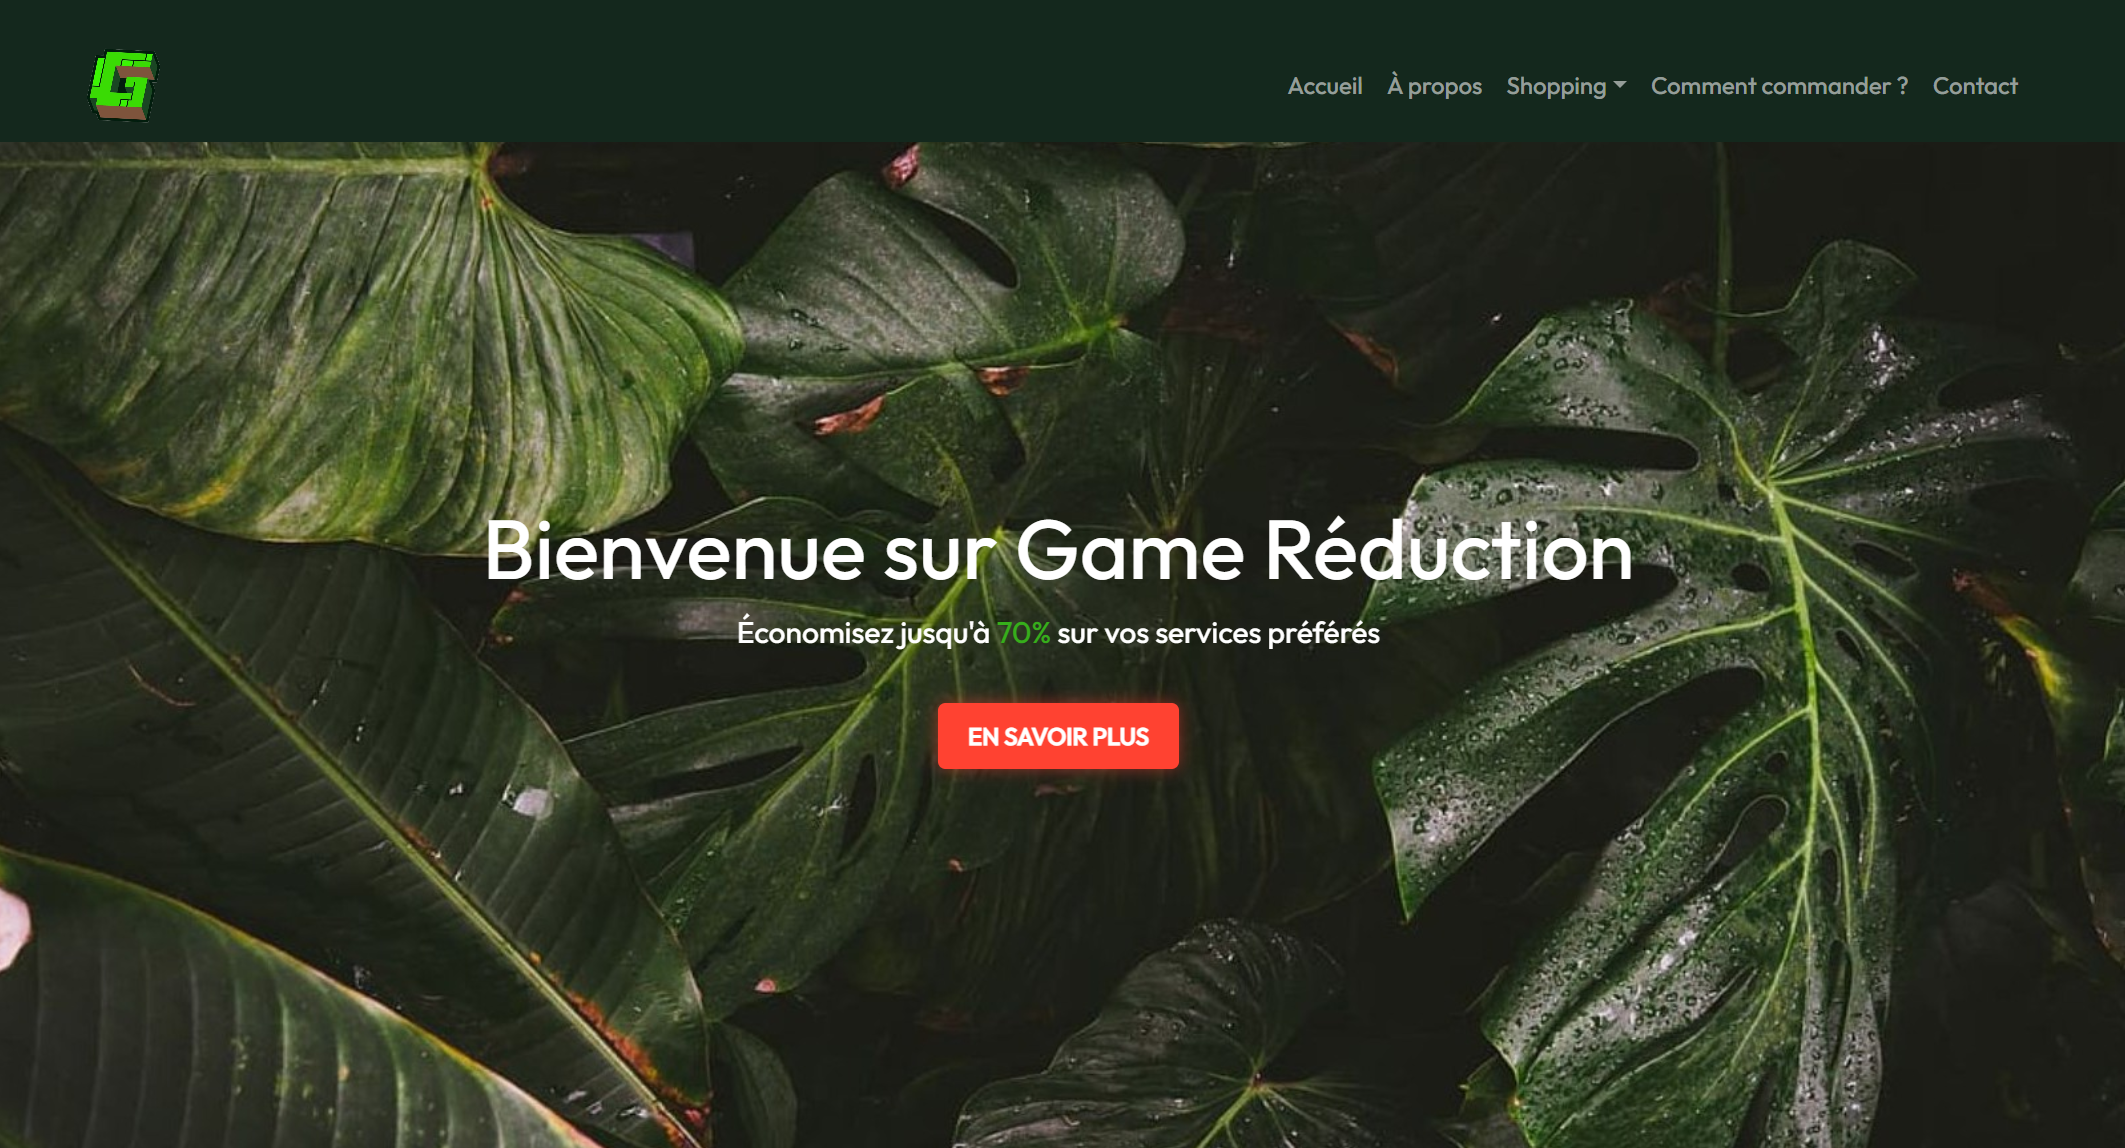 G
Accueil À propos Shopping Comment commander ? Contact
Bienvenue sur Game Réduction
Économisez jusqu'à 70% sur vos services préférés
EN SAVOIR PLUS